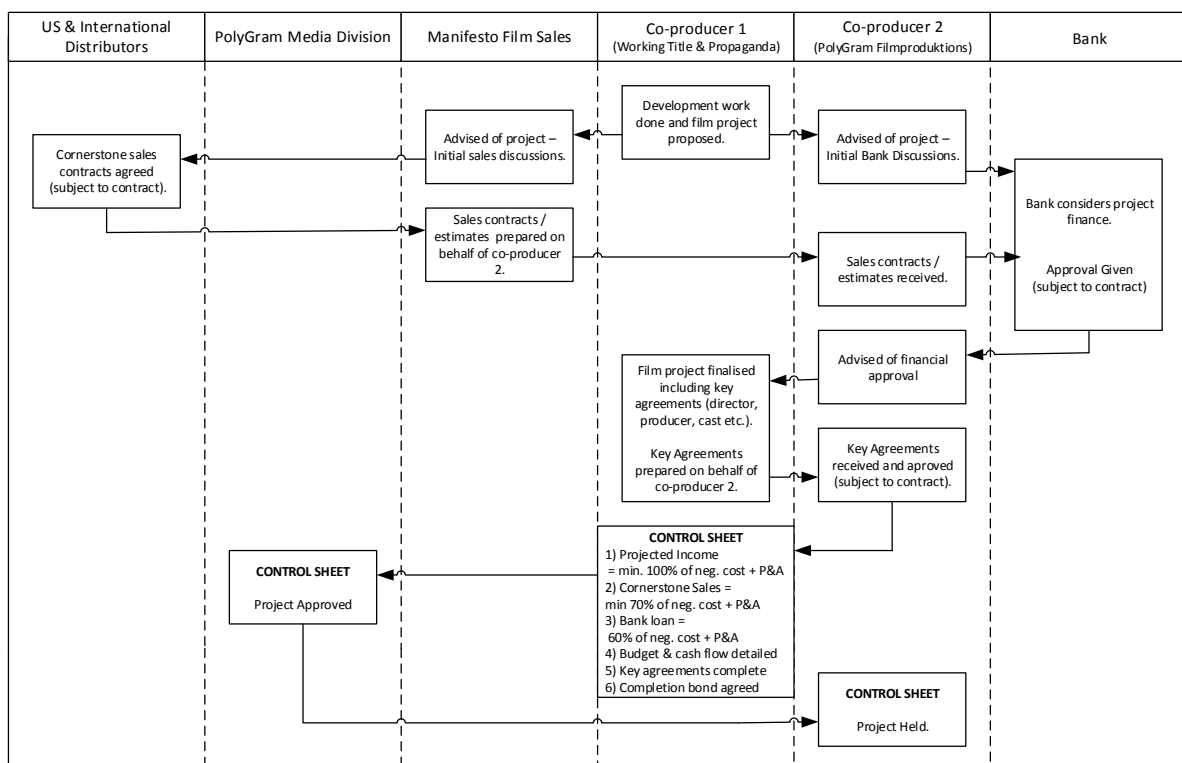 US & International
Distributors
PolyGram Media Division
Manifesto Film Sales
Co-producer 1
(Working Title & Propaganda)
Co-producer 2
(PolyGram Filmproduktions)
Bank
Development work
done and film project
proposed.
Advised of project –
Initial sales discussions.
Advised of project –
Initial Bank Discussions.
Cornerstone sales
contracts agreed
(subject to contract).
Bank considers project
finance.
Approval Given
(subject to contract)
Sales contracts /
estimates prepared on
behalf of co-producer
2.
Sales contracts /
estimates received.
Advised of financial
approval
Film project finalised
including key
agreements (director,
producer, cast etc.).
Key Agreements
prepared on behalf of
co-producer 2.
Key Agreements
received and aproved
(subject to contract).
CONTROL SHEET
1) Projected Income
= min. 100% of neg. cost + P&A
2) Cornerstone Sales =
min 70% of neg. cost + P&A
3) Bank loan =
60% of neg. cost + P&A
4) Budget & cash flow detailed
5) Key agreements complete
6) Completion bond agreed
CONTROL SHEET
Project Approved
CONTROL SHEET
Project Held.